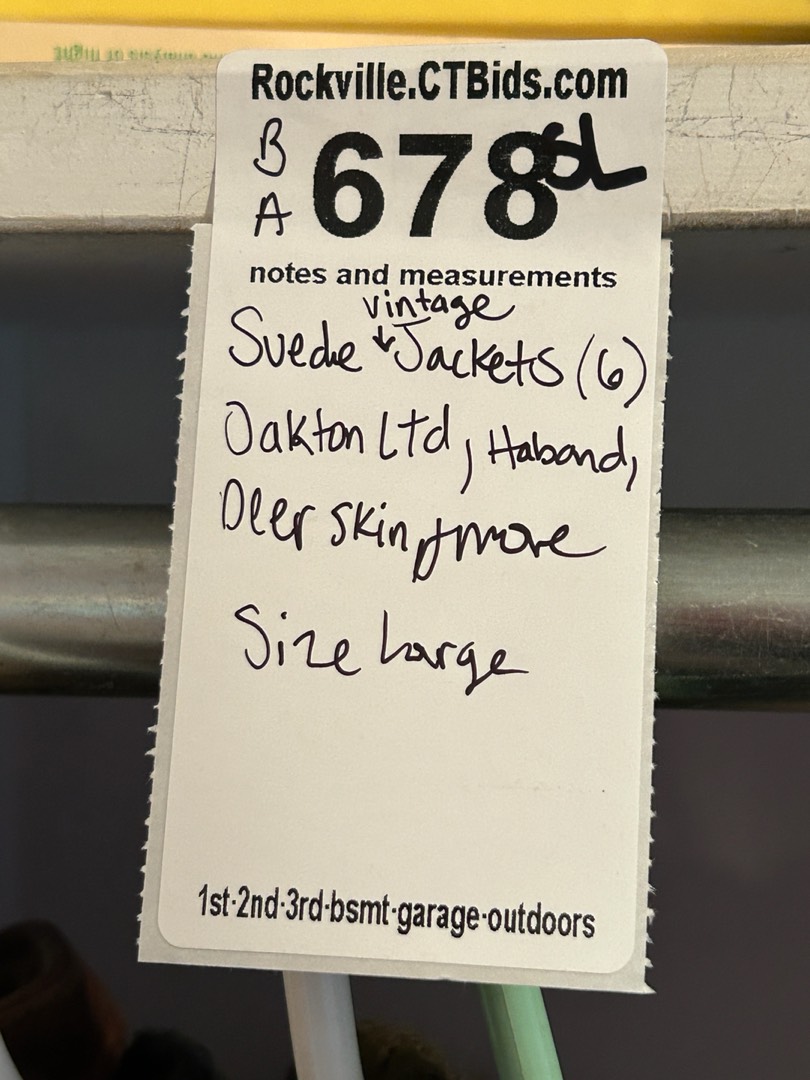 Rockville.CTBids.com
B
A
678 SL
notes and measurements
vintage
Suede ↓ Jackets (6)
Oakton Ltd, Haband,
Deer skin, + more
Size Large
1st·2nd·3rd·bsmt·garage·outdoors